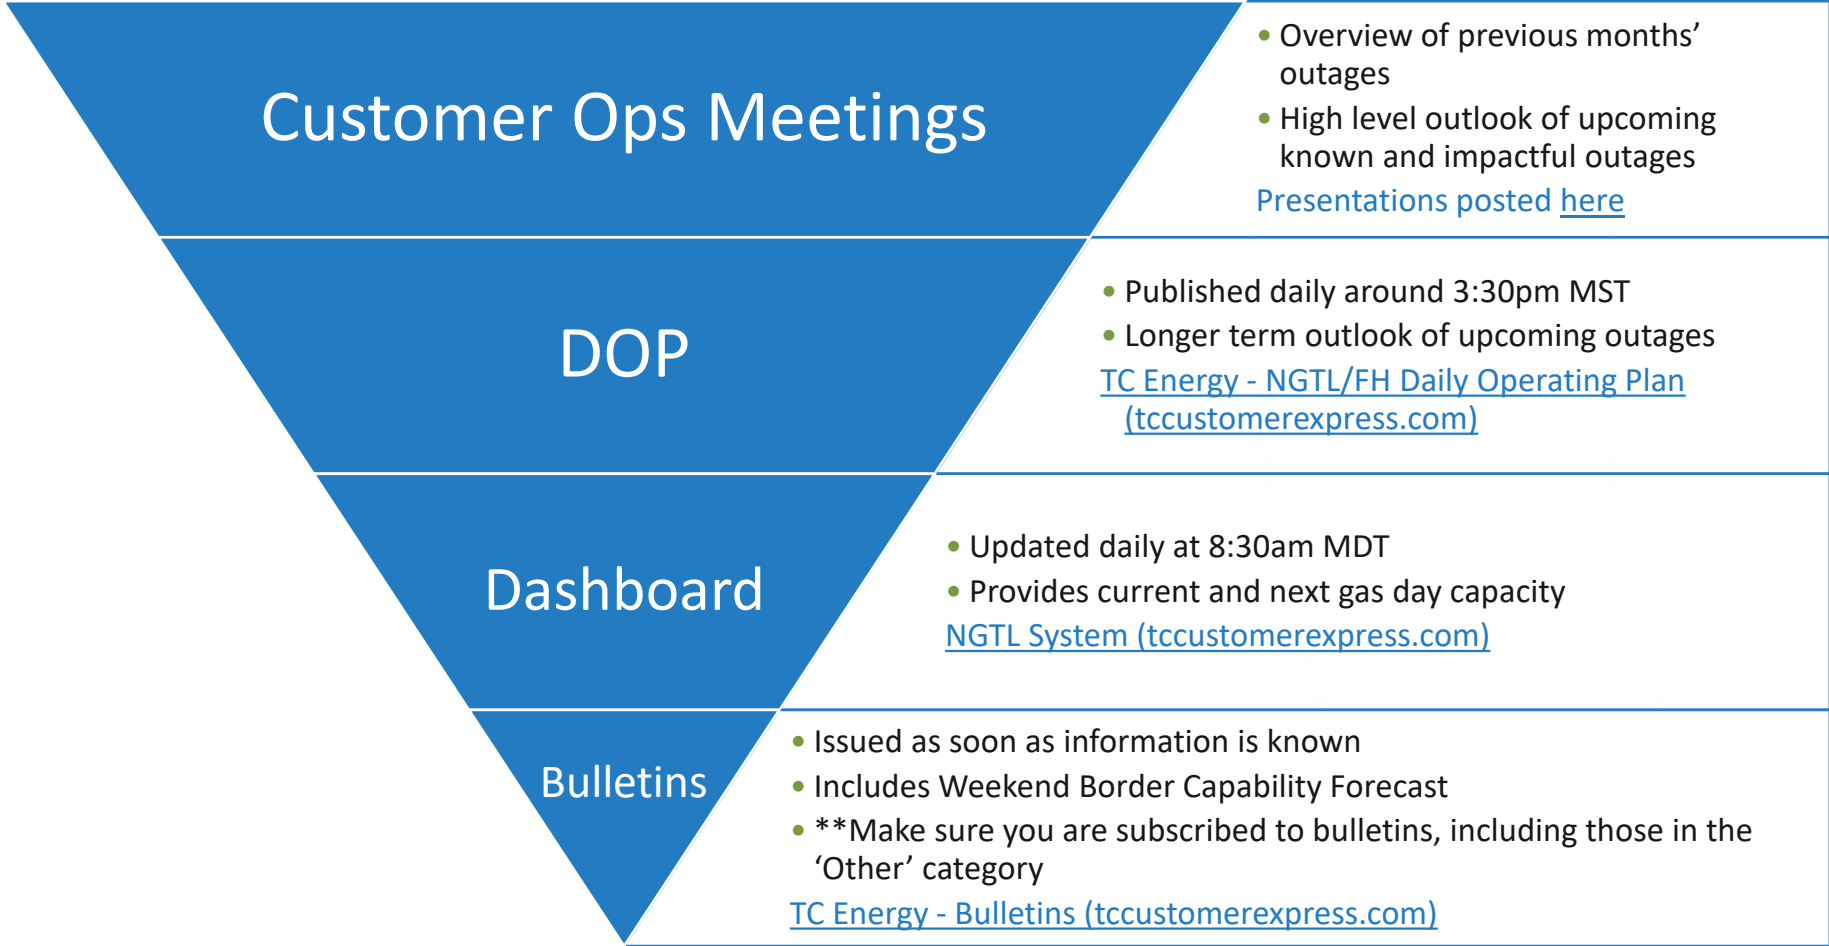 Customer Ops Meetings
• Overview of previous months’
outages
• High level outlook of upcoming
known and impactful outages
Presentations posted here
DOP
• Published daily around 3:30pm MST
• Longer term outlook of upcoming outages
TC Energy - NGTL/FH Daily Operating Plan
(tccustomerexpress.com)
Dashboard
• Updated daily at 8:30am MDT
• Provides current and next gas day capacity
NGTL System (tccustomerexpress.com)
Bulletins
• Issued as soon as information is known
• Includes Weekend Border Capability Forecast
• **Make sure you are subscribed to bulletins, including those in the
‘Other’ category
TC Energy - Bulletins (tccustomerexpress.com)